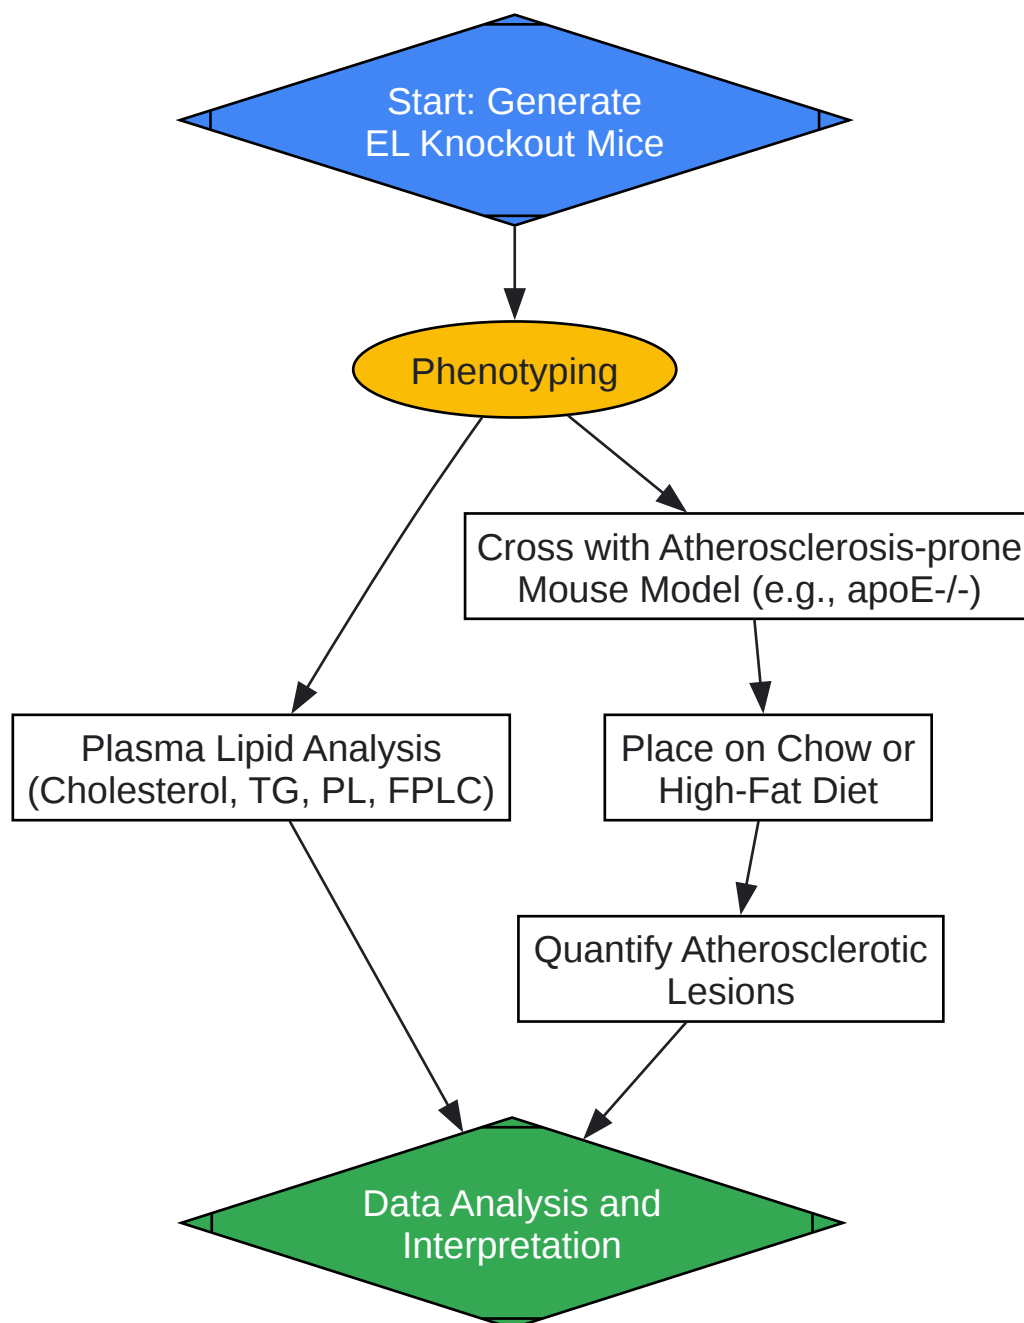 Start: Generate
EL Knockout Mice
Phenotyping
Cross with Atherosclerosis-prone
Mouse Model (e.g., apoE-/-)
Plasma Lipid Analysis
(Cholesterol, TG, PL, FPLC)
Place on Chow or
High-Fat Diet
Quantify Atherosclerotic
Lesions
Data Analysis and
Interpretation